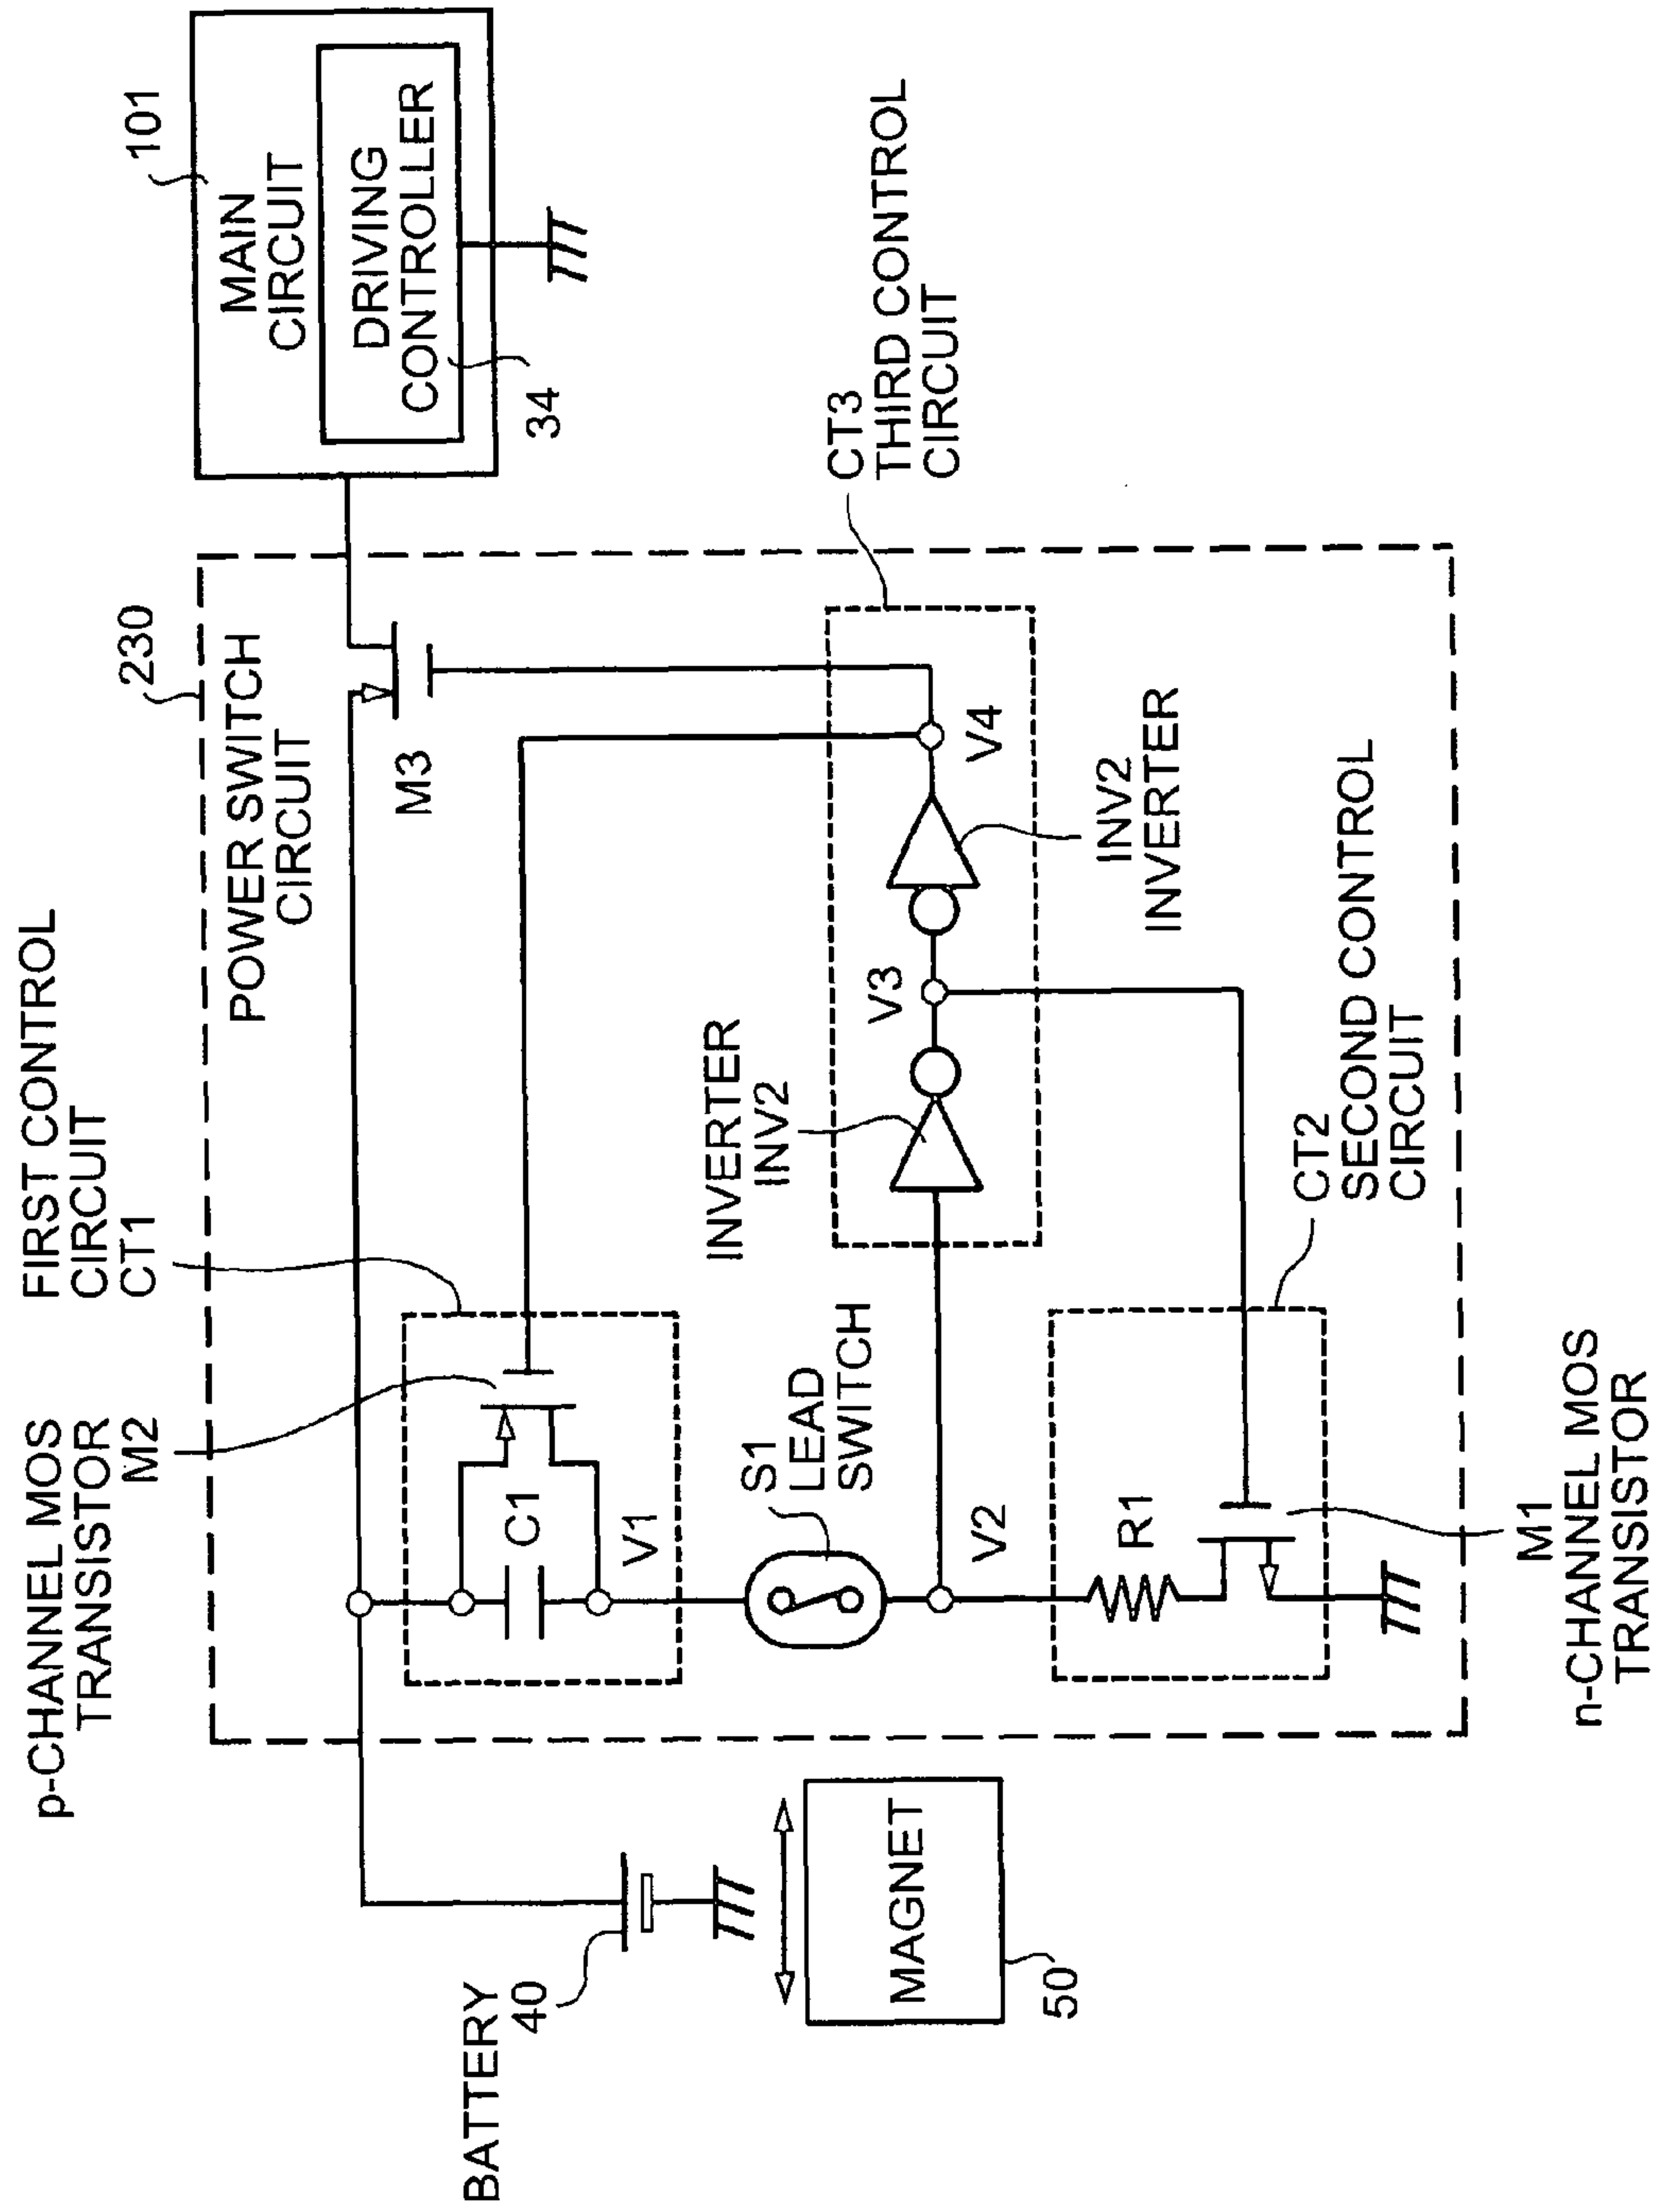 FIRST CONTROL
CIRCUIT
CT1
p-CHANNEL MOS
TRANSISTOR
M2
230
POWER SWITCH
CIRCUIT
101
MAIN
CIRCUIT
DRIVING
CONTROLLER
34
M3
BATTERY
40
C1
V1
S1
LEAD
SWITCH
V2
INVERTER
INV2
V3
V4
INV2
INVERTER
CT3
THIRD CONTROL
CIRCUIT
MAGNET
50
R1
CT2
SECOND CONTROL
CIRCUIT
M1
n-CHANNEL MOS
TRANSISTOR